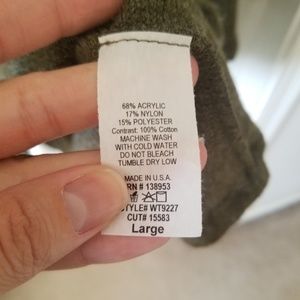 68% ACRYLIC
17% NYLON
15% POLYESTER
Contrast: 100% Cotton
MACHINE WASH
WITH COLD WATER
DO NOT BLEACH
TUMBLE DRY LOW
MADE IN U.S.A.
RN # 138953
STYLE# WT9227
CUT# 15583
Large